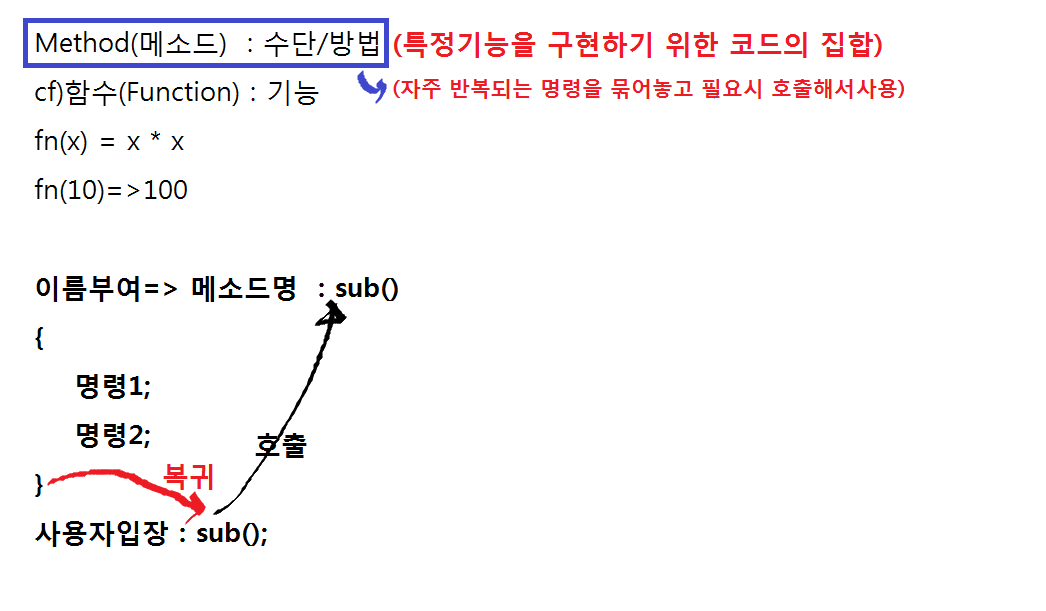 Method(메소드) : 수단/방법 (특정기능을 구현하기 위한 코드의 집합)
cf)함수(Function) : 기능 (자주 반복되는 명령을 묶어놓고 필요시 호출해서사용)
fn(x) = x * x
fn(10)=>100
이름부여=> 메소드명 : sub()
{
명령1;
명령2;
호출
} 복귀
사용자입장 : sub();